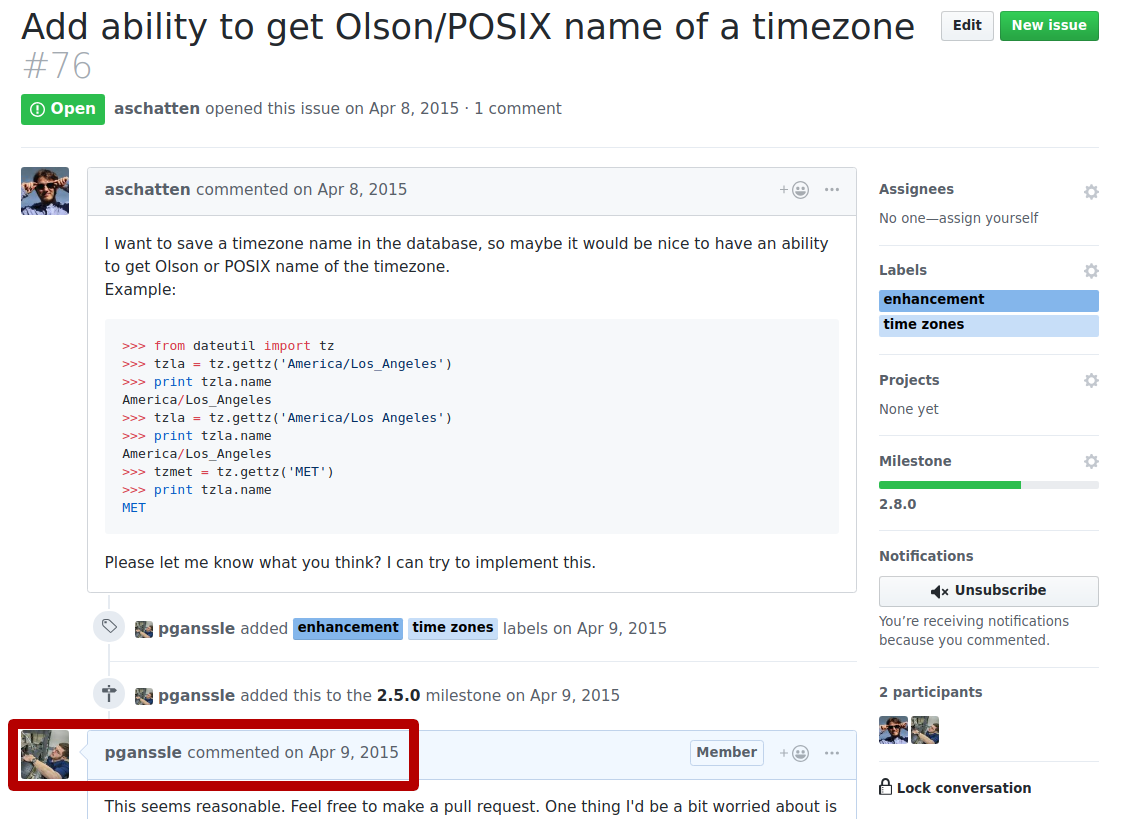 Add ability to get Olson/POSIX name of a timezone
#76
Edit
New issue
Open
aschatten opened this issue on Apr 8, 2015 · 1 comment
aschatten commented on Apr 8, 2015
I want to save a timezone name in the database, so maybe it would be nice to have an ability
to get Olson or POSIX name of the timezone.
Example:
>>> from dateutil import tz
>>> tzla = tz.gettz('America/Los_Angeles')
>>> print tzla.name
America/Los_Angeles
>>> tzla = tz.gettz('America/Los Angeles')
>>> print tzla.name
America/Los_Angeles
>>> tzmet = tz.gettz('MET')
>>> print tzla.name
MET
Please let me know what you think? I can try to implement this.
pganssle added enhancement time zones labels on Apr 9, 2015
pganssle added this to the 2.5.0 milestone on Apr 9, 2015
pganssle commented on Apr 9, 2015
Member
This seems reasonable. Feel free to make a pull request. One thing I'd be a bit worried about is
Assignees
No one—assign yourself
Labels
enhancement
time zones
Projects
None yet
Milestone
2.8.0
Notifications
Unsubscribe
You're receiving notifications
because you commented.
2 participants
Lock conversation